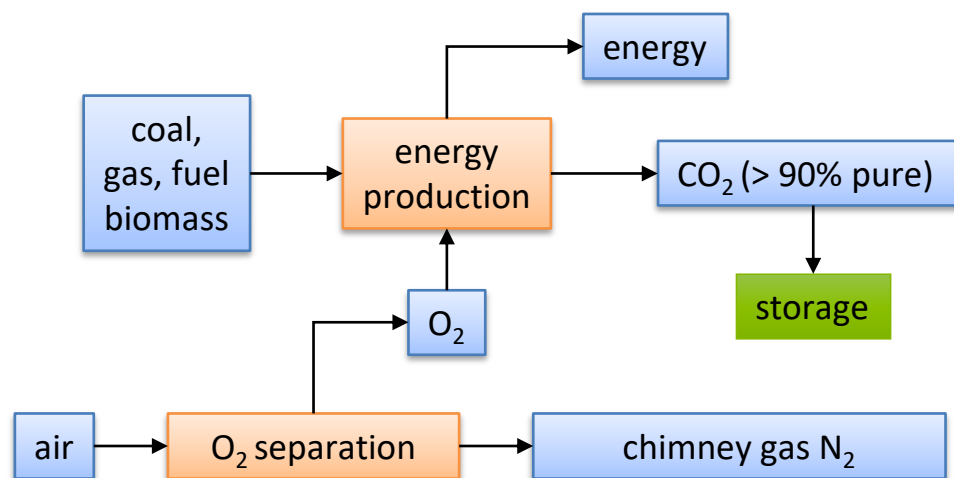 energy
coal,
gas, fuel
biomass
energy
production
CO₂ (> 90% pure)
storage
O₂
air
O₂ separation
chimney gas N₂